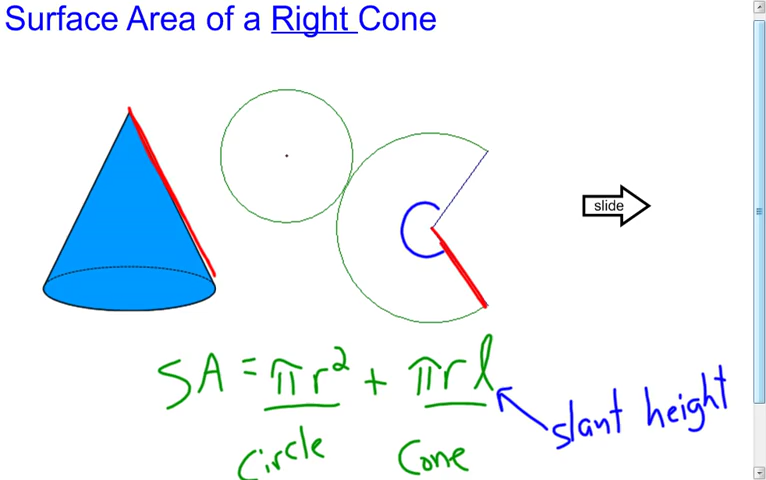 Surface Area of a Right Cone
slide
SA = πr² + πrl
slant height
Circle
Cone